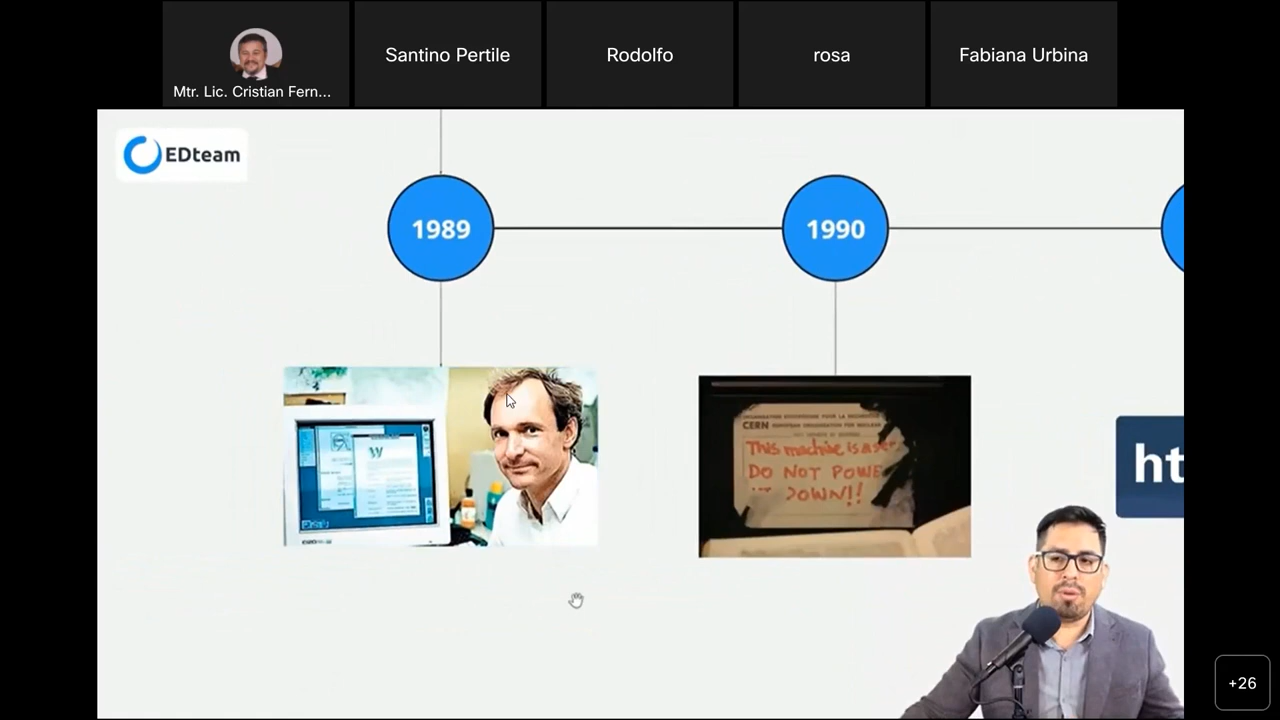 Mtr. Lic. Cristian Fern...
Santino Pertile
Rodolfo
rosa
Fabiana Urbina
EDteam
1989
1990
W
CERN
This machine is a
DO NOT POWE
DOWN!!
ht
+26